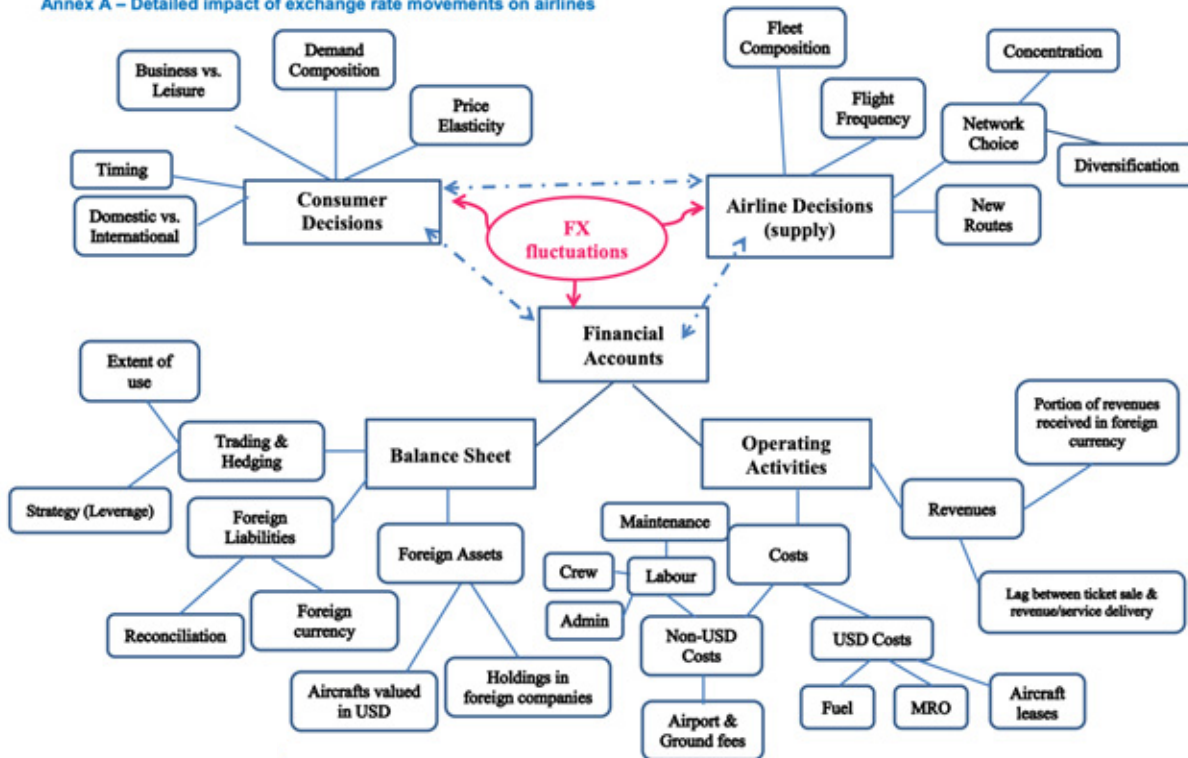 Annex A – Detailed impact of exchange rate movements on airlines
Business vs.
Leisure
Demand
Composition
Price
Elasticity
Timing
Domestic vs.
International
Consumer
Decisions
FX
fluctuations
Fleet
Composition
Flight
Frequency
Concentration
Network
Choice
Diversification
New
Routes
Airline Decisions
(supply)
Financial
Accounts
Extent of
use
Trading &
Hedging
Strategy (Leverage)
Balance Sheet
Foreign
Liabilities
Reconciliation
Foreign
currency
Foreign Assets
Aircrafts valued
in USD
Holdings in
foreign companies
Operating
Activities
Maintenance
Crew
Labour
Admin
Costs
Non-USD
Costs
Airport &
Ground fees
USD Costs
Fuel
MRO
Aircraft
leases
Revenues
Portion of revenues
received in foreign
currency
Lag between ticket sale &
revenue/service delivery